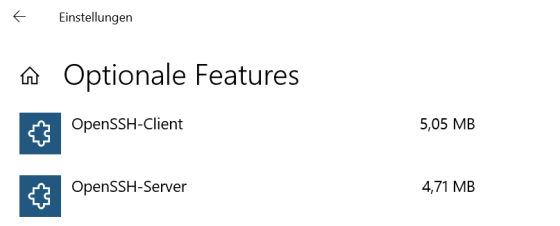 Einstellungen
Optionale Features
OpenSSH-Client 5,05 MB
OpenSSH-Server 4,71 MB